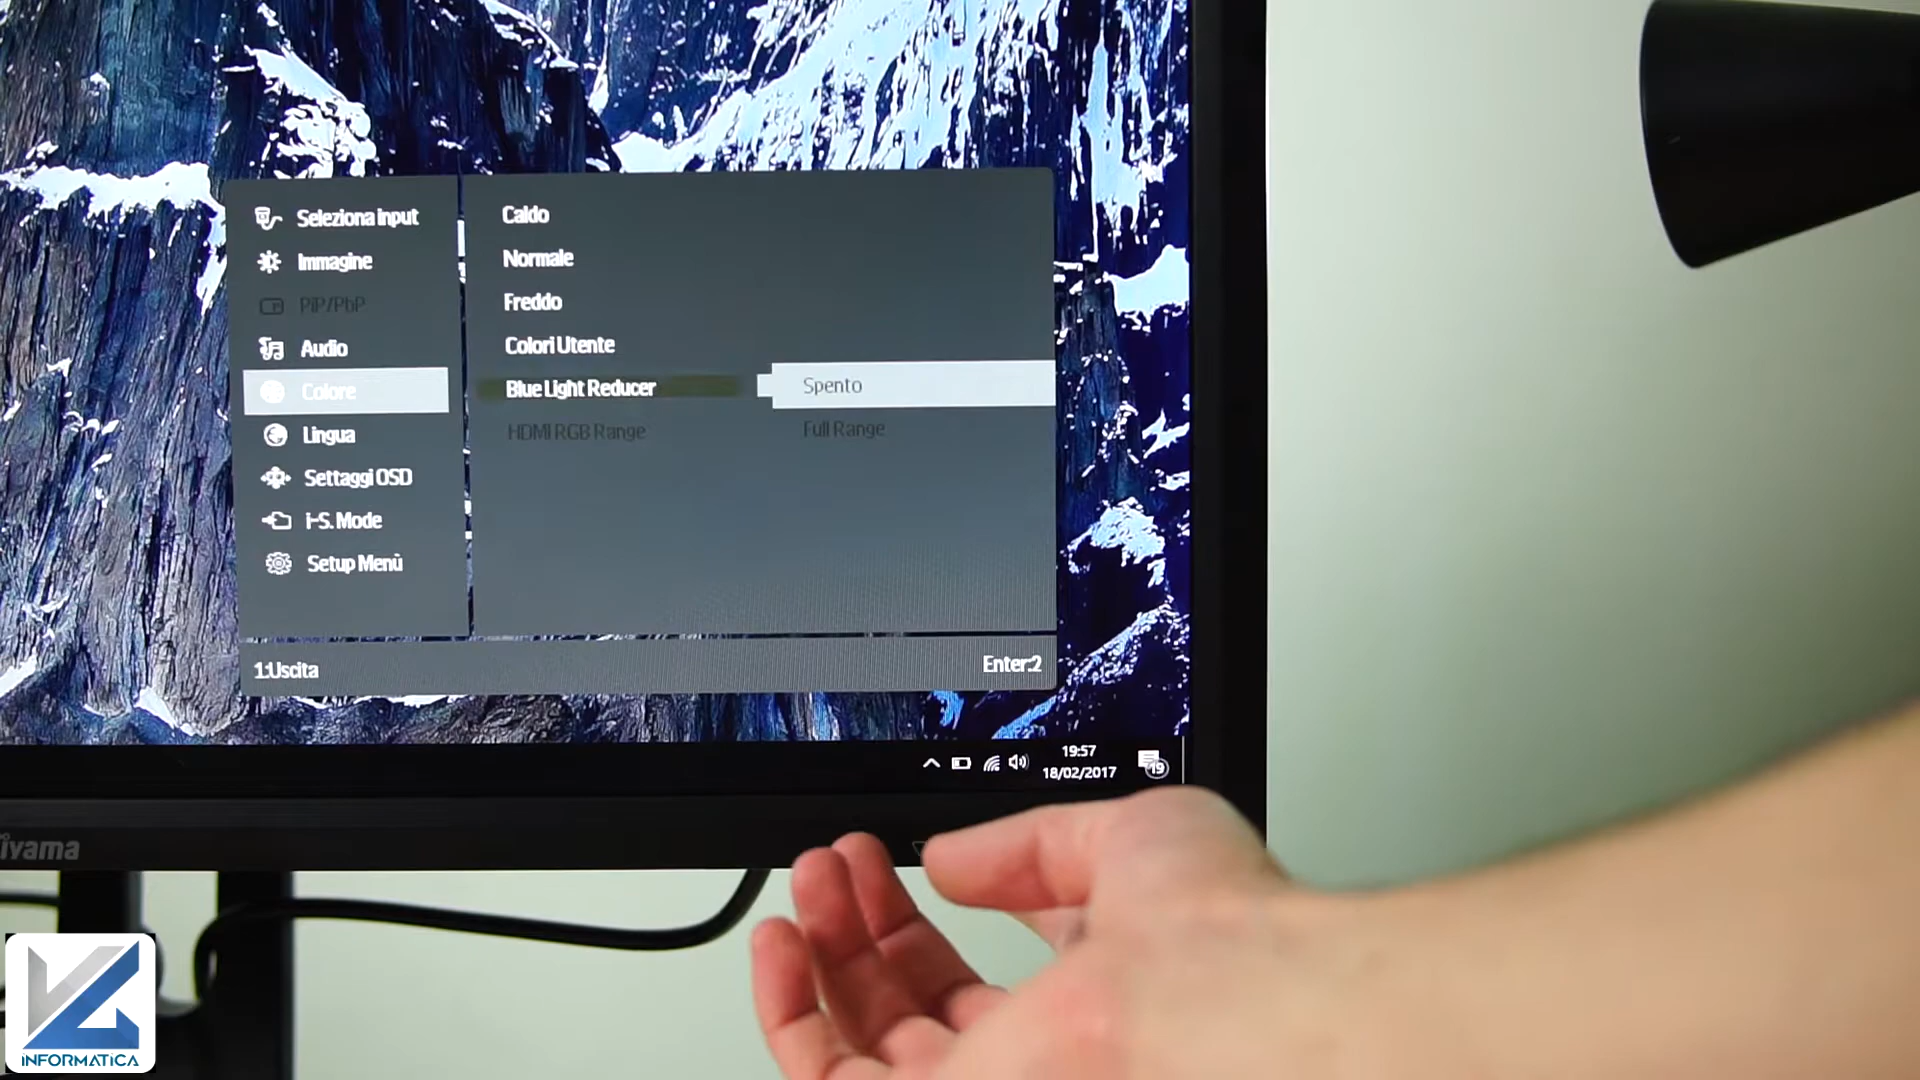 Seleziona input
Immagine
PiP/PbP
Audio
Colore
Lingua
Settaggi OSD
i-S. Mode
Setup Menù
Caldo
Normale
Freddo
Colori Utente
Blue Light Reducer
Spento
HDMI RGB Range
Full Range
1:Uscita
Enter:2
19:57
18/02/2017
19
iiyama
INFORMATICA